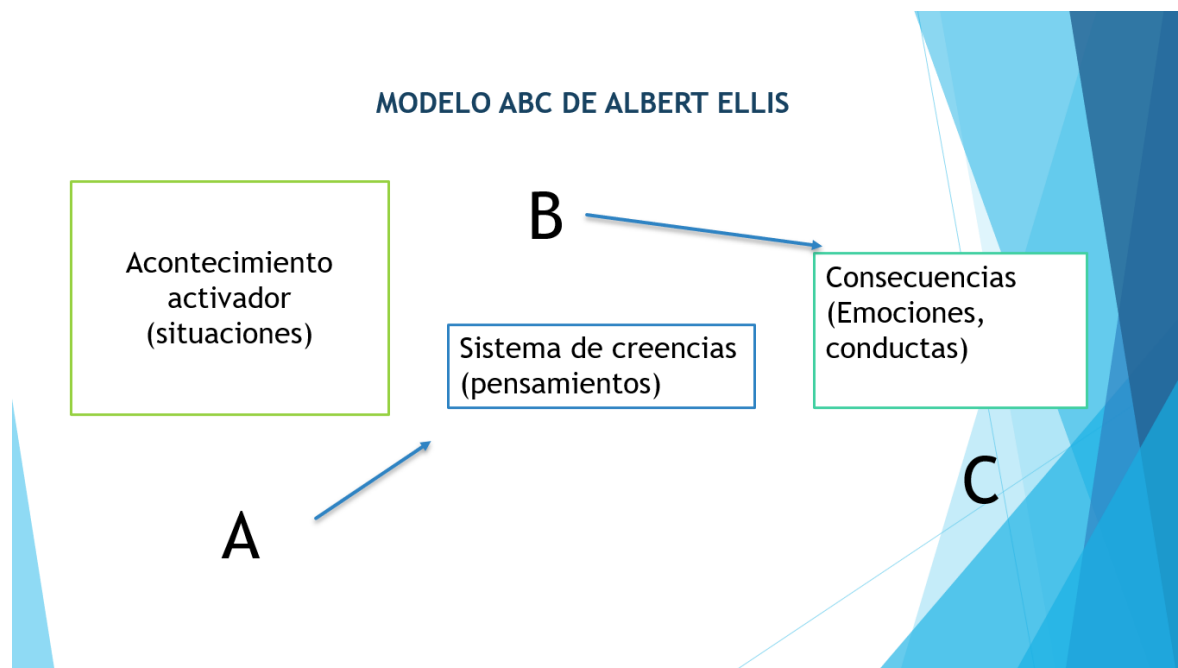 MODELO ABC DE ALBERT ELLIS
Acontecimiento
activador
(situaciones)
A
B
Sistema de creencias
(pensamientos)
Consecuencias
(Emociones,
conductas)
C